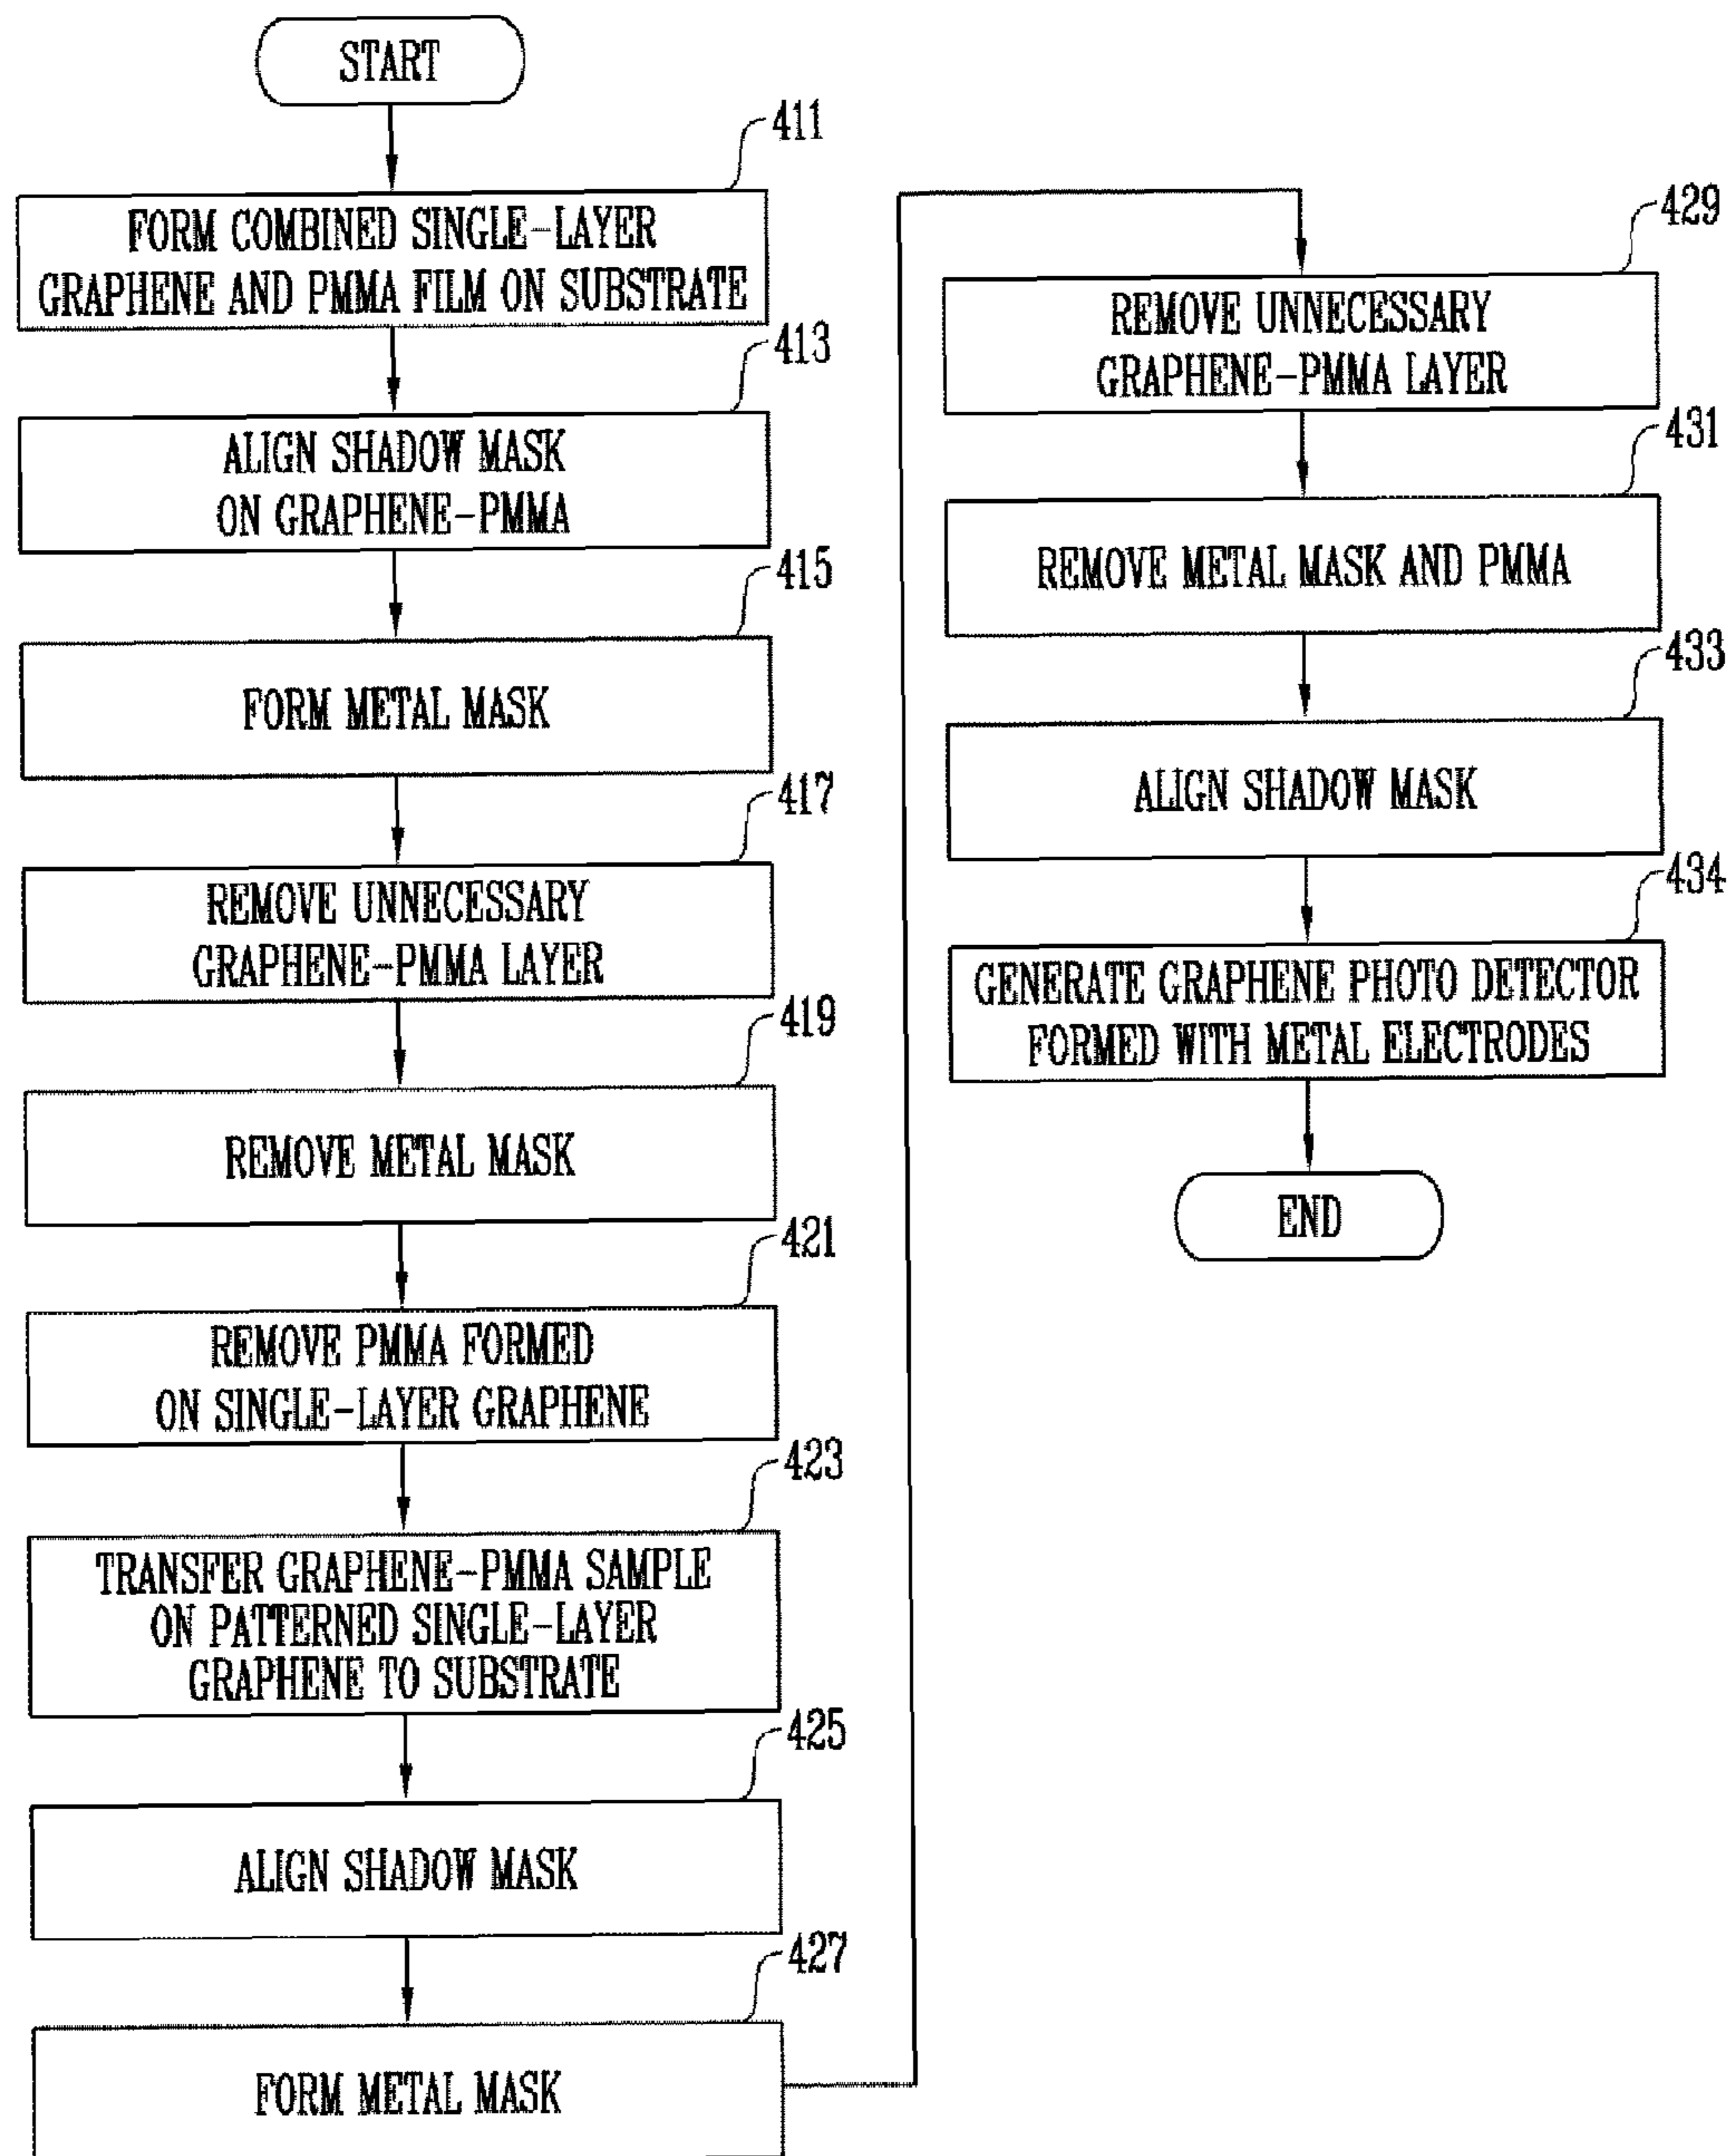 START
411
FORM COMBINED SINGLE-LAYER
GRAPHENE AND PMMA FILM ON SUBSTRATE
413
ALIGN SHADOW MASK
ON GRAPHENE-PMMA
415
FORM METAL MASK
417
REMOVE UNNECESSARY
GRAPHENE-PMMA LAYER
419
REMOVE METAL MASK
421
REMOVE PMMA FORMED
ON SINGLE-LAYER GRAPHENE
423
TRANSFER GRAPHENE-PMMA SAMPLE
ON PATTERNED SINGLE-LAYER
GRAPHENE TO SUBSTRATE
425
ALIGN SHADOW MASK
427
FORM METAL MASK
429
REMOVE UNNECESSARY
GRAPHENE-PMMA LAYER
431
REMOVE METAL MASK AND PMMA
433
ALIGN SHADOW MASK
434
GENERATE GRAPHENE PHOTO DETECTOR
FORMED WITH METAL ELECTRODES
END